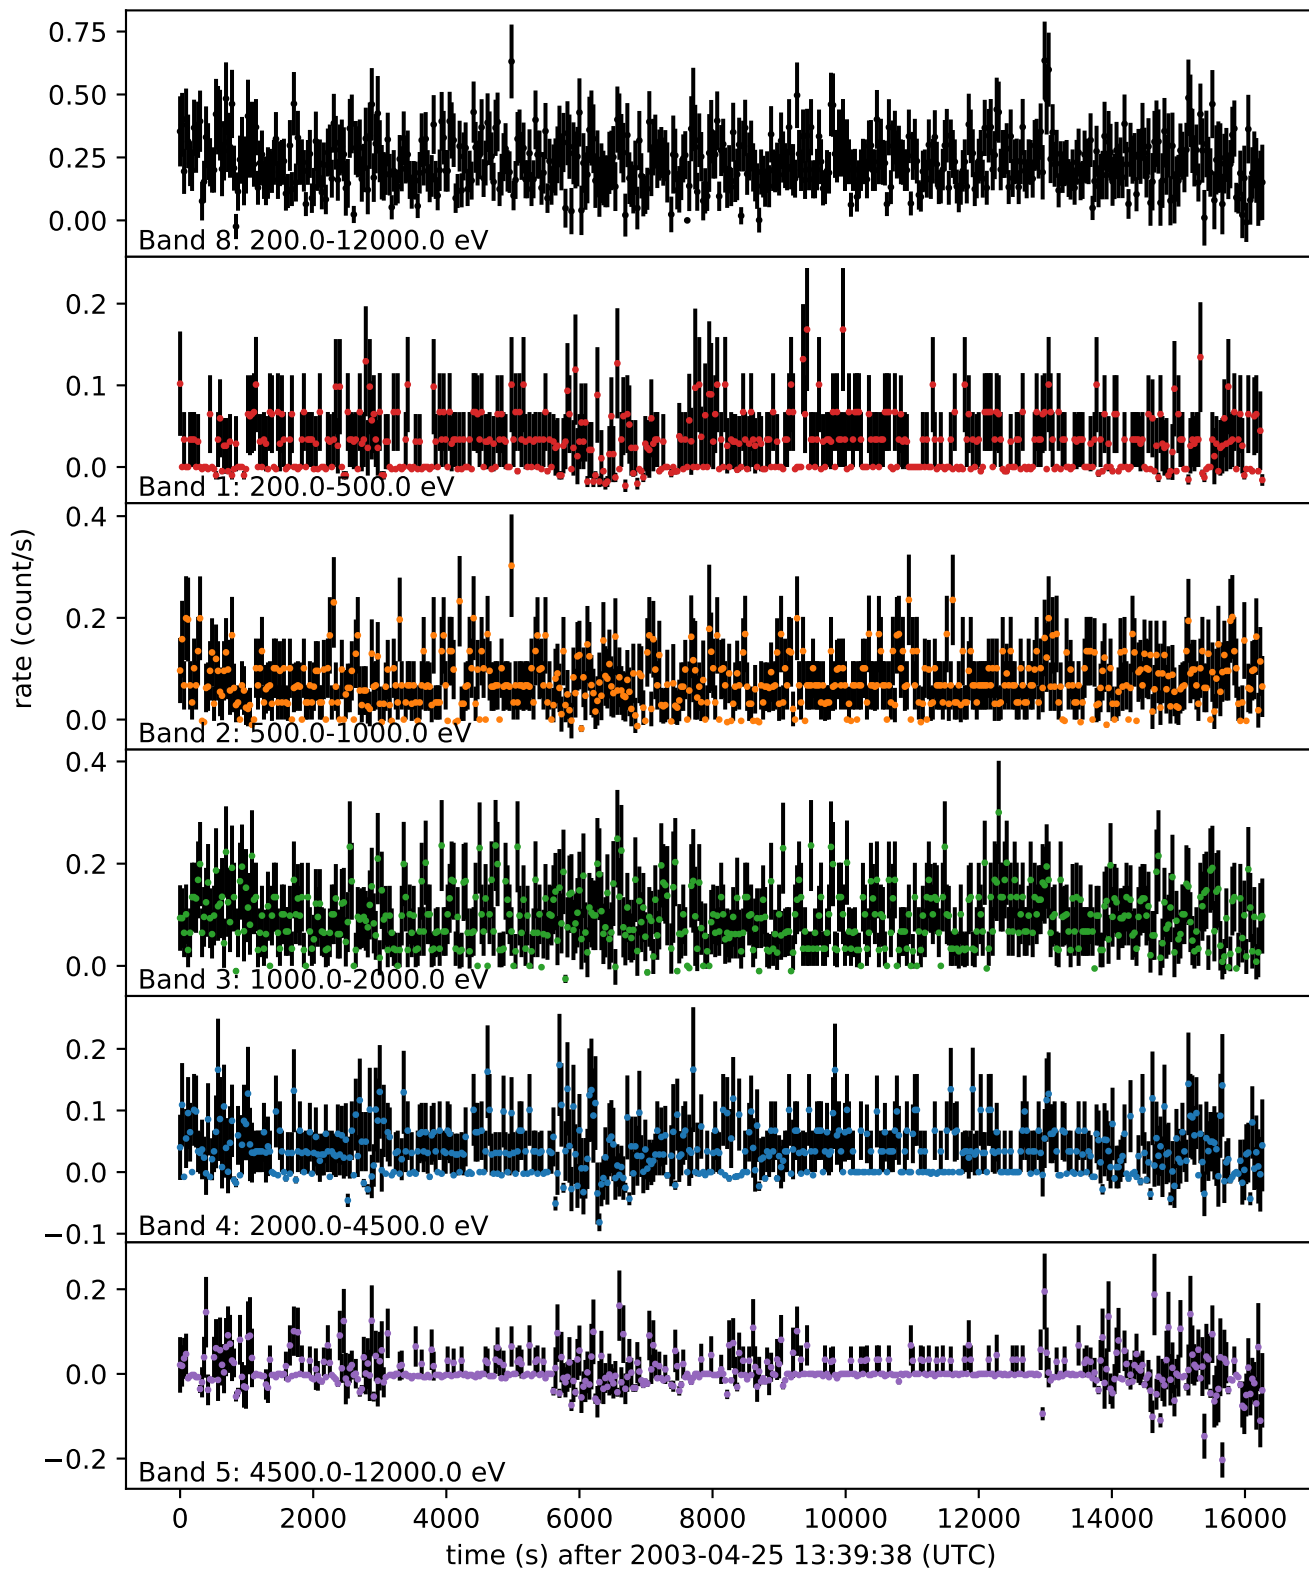 0.75
0.50
0.25
0.00
Band 8: 200.0-12000.0 eV
0.2
0.1
0.0
Band 1: 200.0-500.0 eV
0.4
0.2
0.0
Band 2: 500.0-1000.0 eV
rate (count/s)
0.4
0.2
0.0
Band 3: 1000.0-2000.0 eV
0.2
0.1
0.0
−0.1
Band 4: 2000.0-4500.0 eV
0.2
0.0
−0.2
Band 5: 4500.0-12000.0 eV
0 2000 4000 6000 8000 10000 12000 14000 16000
time (s) after 2003-04-25 13:39:38 (UTC)